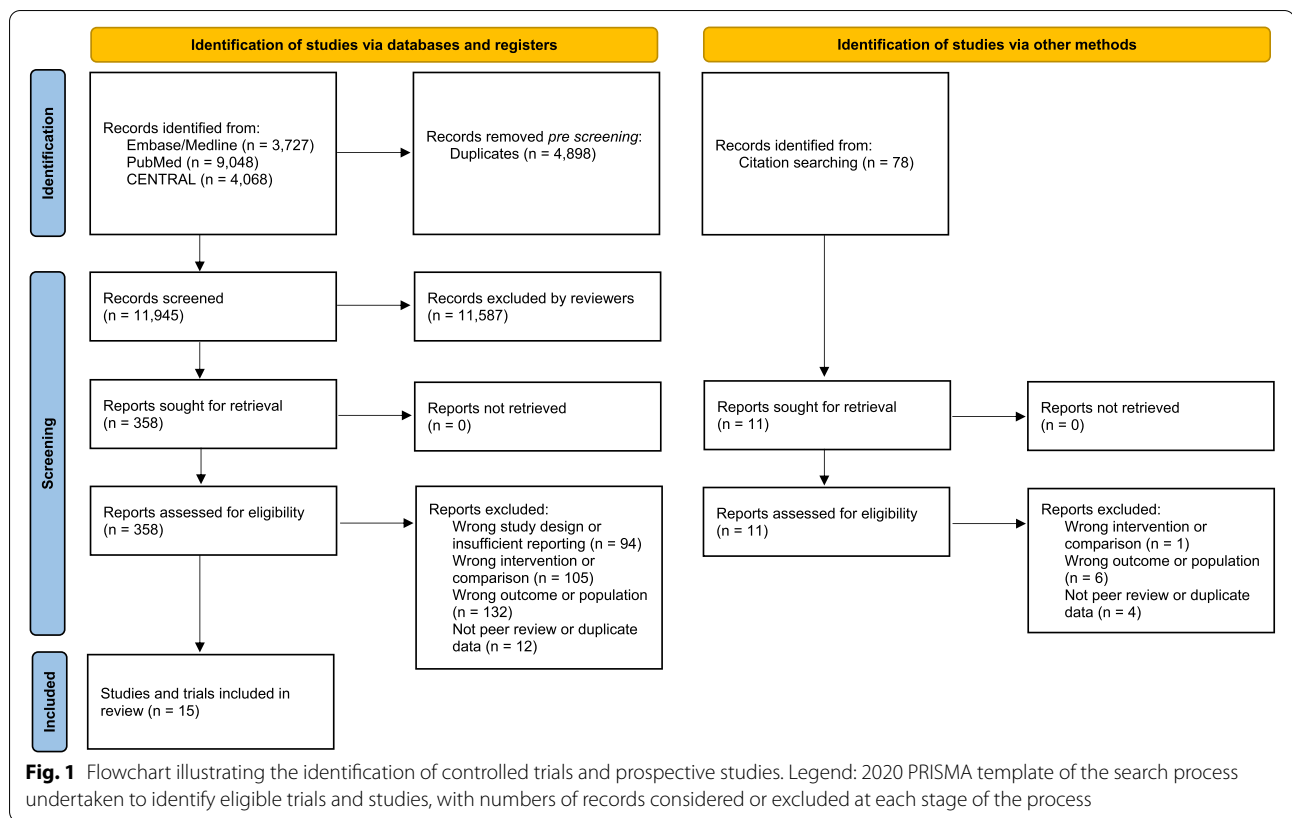 Identification of studies via databases and registers
Identification of studies via other methods
Identification
Records identified from:
Embase/Medline (n = 3,727)
PubMed (n = 9,048)
CENTRAL (n = 4,068)
Records removed pre screening:
Duplicates (n = 4,898)
Records identified from:
Citation searching (n = 78)
Screening
Records screened
(n = 11,945)
Records excluded by reviewers
(n = 11,587)
Reports sought for retrieval
(n = 358)
Reports not retrieved
(n = 0)
Reports sought for retrieval
(n = 11)
Reports not retrieved
(n = 0)
Reports assessed for eligibility
(n = 358)
Reports excluded:
Wrong study design or
insufficient reporting (n = 94)
Wrong intervention or
comparison (n = 105)
Wrong outcome or population
(n = 132)
Not peer review or duplicate
data (n = 12)
Reports assessed for eligibility
(n = 11)
Reports excluded:
Wrong intervention or
comparison (n = 1)
Wrong outcome or population
(n = 6)
Not peer review or duplicate
data (n = 4)
Included
Studies and trials included in
review (n = 15)
Fig. 1 Flowchart illustrating the identification of controlled trials and prospective studies. Legend: 2020 PRISMA template of the search process
undertaken to identify eligible trials and studies, with numbers of records considered or excluded at each stage of the process